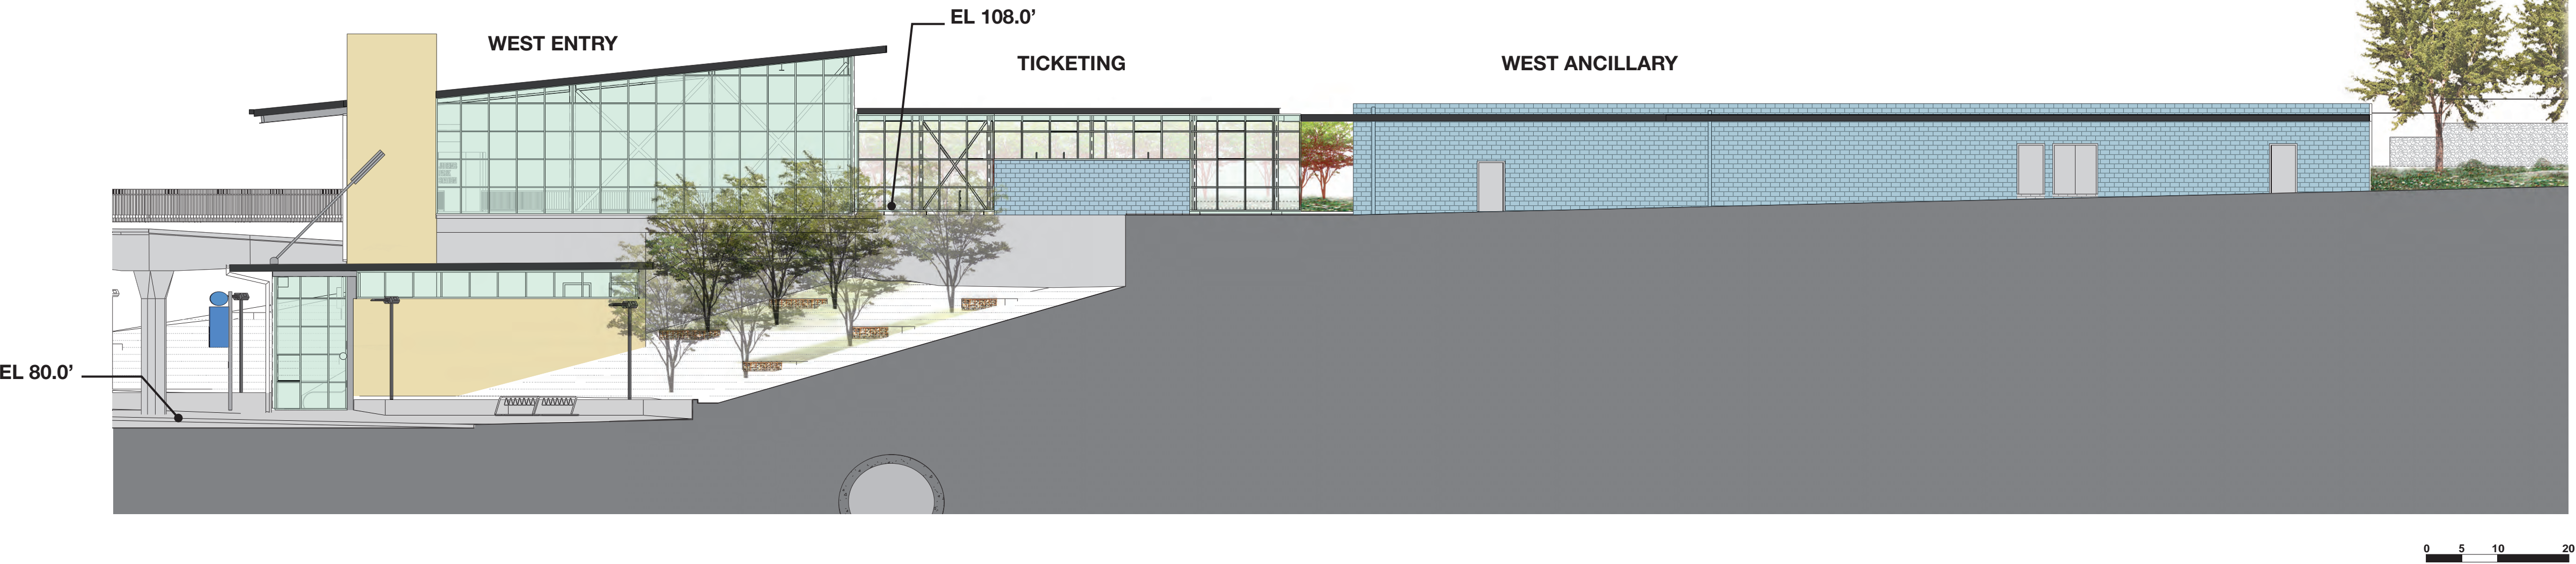 EL 108.0’
WEST ENTRY
TICKETING
WEST ANCILLARY
EL 80.0’
0 5 10 20